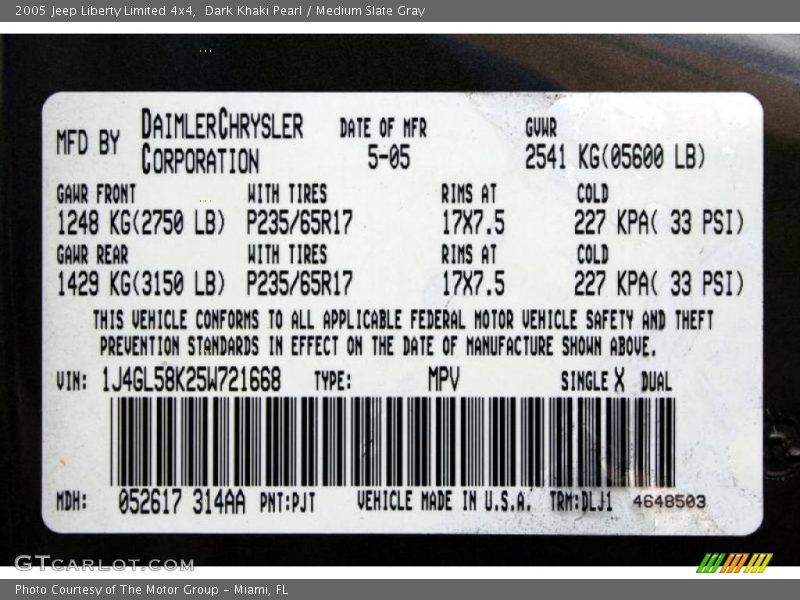 2005 Jeep Liberty Limited 4x4, Dark Khaki Pearl / Medium Slate Gray
MFD BY DAIMLERCHRYSLER CORPORATION DATE OF MFR 5-05 GVWR 2541 KG(05600 LB)
GAWR FRONT WITH TIRES RIMS AT COLD
1248 KG(2750 LB) P235/65R17 17X7.5 227 KPA( 33 PSI)
GAWR REAR WITH TIRES RIMS AT COLD
1429 KG(3150 LB) P235/65R17 17X7.5 227 KPA( 33 PSI)
THIS VEHICLE CONFORMS TO ALL APPLICABLE FEDERAL MOTOR VEHICLE SAFETY AND THEFT
PREVENTION STANDARDS IN EFFECT ON THE DATE OF MANUFACTURE SHOWN ABOVE.
VIN: 1J4GL58K25W721668 TYPE: MPV SINGLE X DUAL
MDH: 052617 314AA PNT:PJT VEHICLE MADE IN U.S.A. TRM:DLJ1 4648503
GTCarLot.com
Photo Courtesy of The Motor Group - Miami, FL